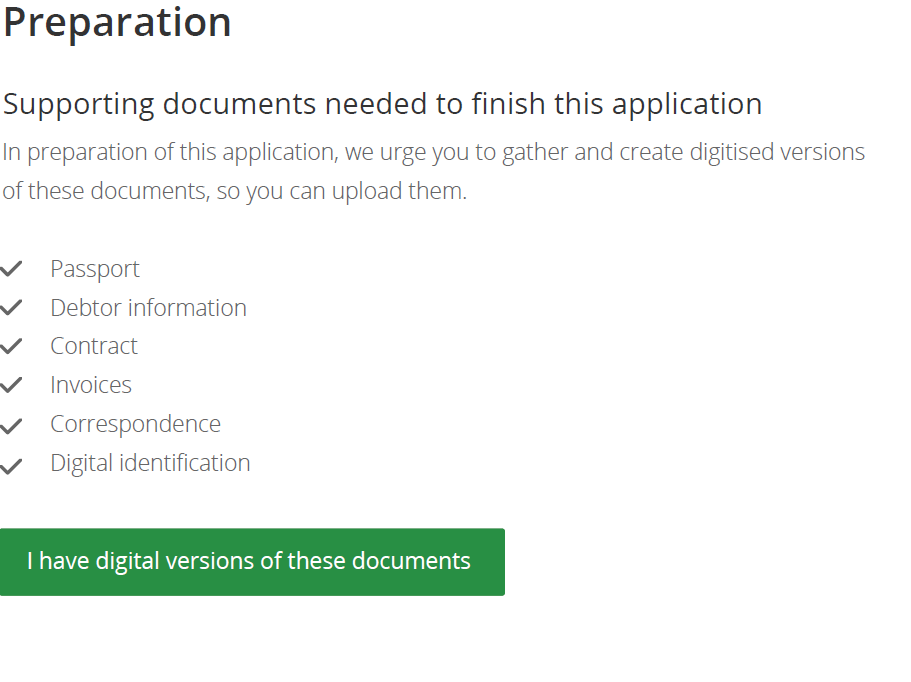 Preparation
Supporting documents needed to finish this application
In preparation of this application, we urge you to gather and create digitised versions
of these documents, so you can upload them.
Passport
Debtor information
Contract
Invoices
Correspondence
Digital identification
I have digital versions of these documents